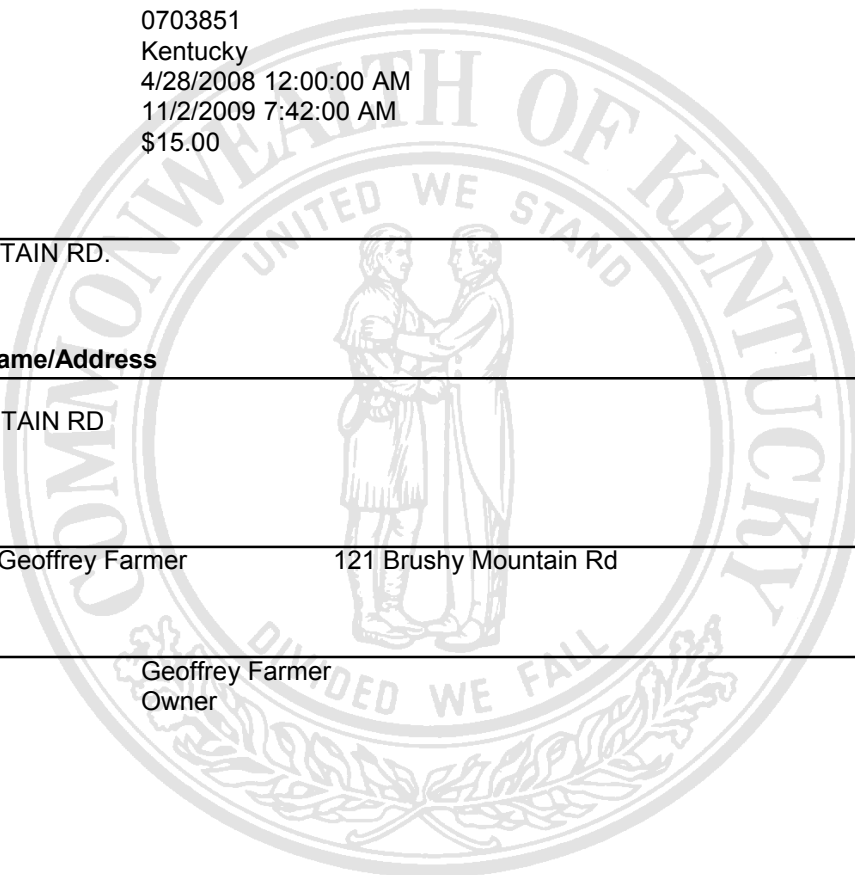 0703851
Kentucky
4/28/2008 12:00:00 AM
11/2/2009 7:42:00 AM
$15.00
TAIN RD.
ame/Address
TAIN RD
Geoffrey Farmer 121 Brushy Mountain Rd
Geoffrey Farmer
Owner
COMMONWEALTH OF KENTUCKY
UNITED WE STAND
DIVIDED WE FALL